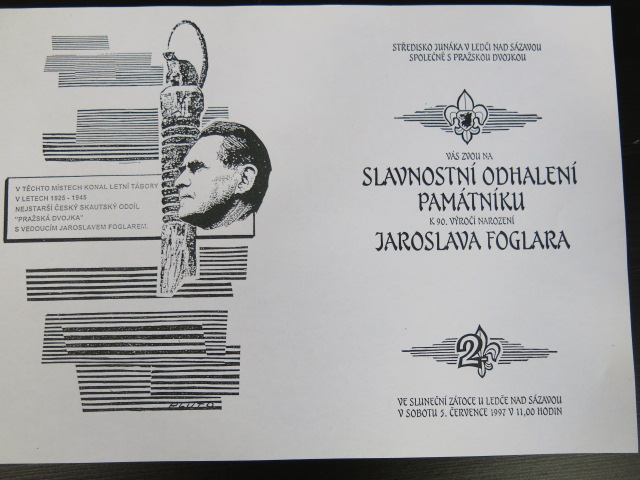 V TĚCHTO MÍSTECH KONAL LETNÍ TÁBORY
V LETECH 1925 - 1945
NEJSTARŠÍ ČESKÝ SKAUTSKÝ ODDÍL
"PRAŽSKÁ DVOJKA"
S VEDOUCÍM JAROSLAVEM FOGLAREM.
PLUTO
STŘEDISKO JUNÁKA V LEDČI NAD SÁZAVOU
SPOLEČNĚ S PRAŽSKOU DVOJKOU
VÁS ZVOU NA
SLAVNOSTNÍ ODHALENÍ
PAMÁTNÍKU
K 90. VÝROČÍ NAROZENÍ
JAROSLAVA FOGLARA
2
VE SLUNEČNÍ ZÁTOCE U LEDČE NAD SÁZAVOU
V SOBOTU 5. ČERVENCE 1997 V 11,00 HODIN